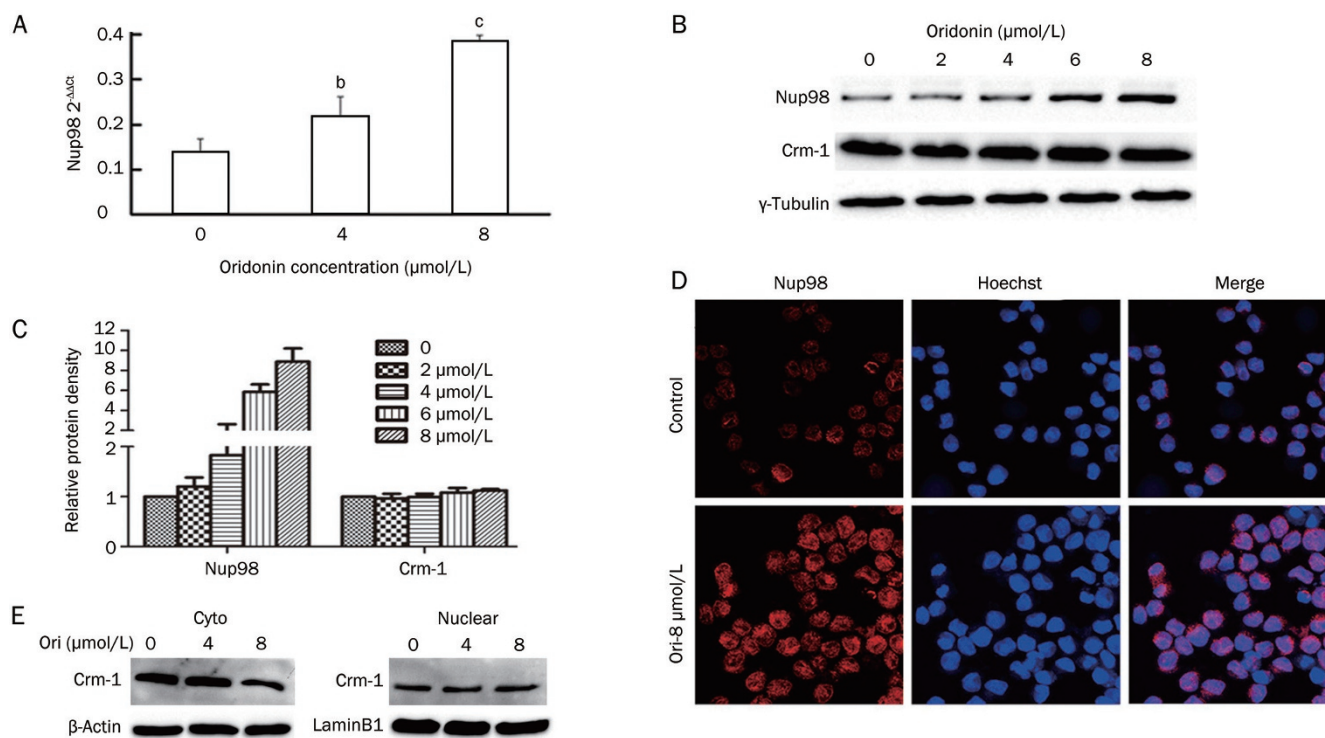 A
Nup98 2-ΔΔCt
0.4
0.3
0.2
0.1
0
b
c
0 4 8
Oridonin concentration (μmol/L)
B
Oridonin (μmol/L)
0 2 4 6 8
Nup98
Crm-1
γ-Tubulin
C
Relative protein density
12
10
8
6
4
2
2
1
0
0
2 μmol/L
4 μmol/L
6 μmol/L
8 μmol/L
Nup98 Crm-1
D
Nup98 Hoechst Merge
Control
Ori-8 μmol/L
E
Cyto Nuclear
Ori (μmol/L) 0 4 8 0 4 8
Crm-1 Crm-1
β-Actin LaminB1